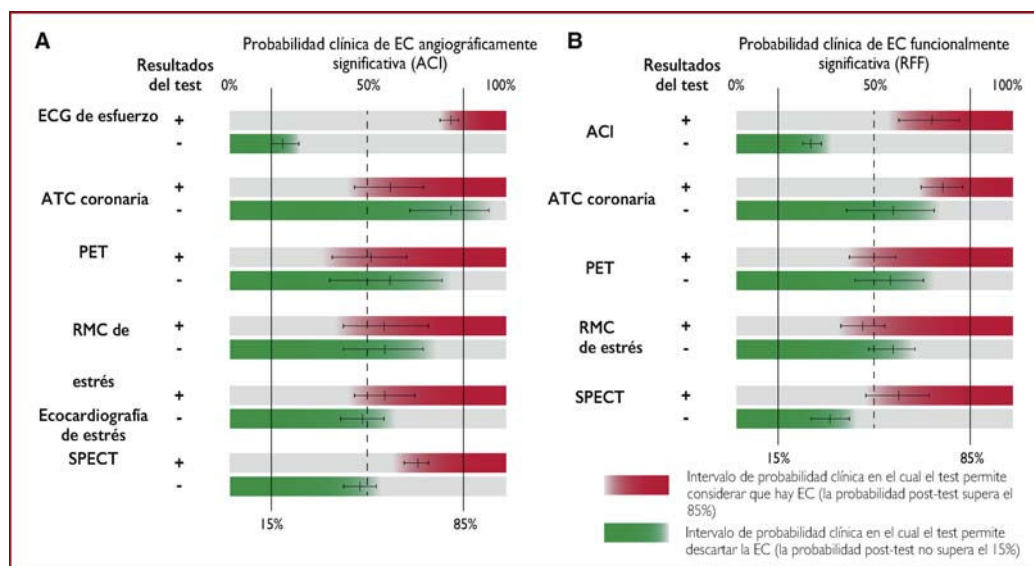 A
Probabilidad clínica de EC angiográficamente
significativa (ACI)
Resultados
del test
0%
50%
100%
ECG de esfuerzo
+
-
ATC coronaria
+
-
PET
+
-
RMC de
+
-
estrés
+
Ecocardiografía
de estrés
-
SPECT
+
-
15%
85%
B
Probabilidad clínica de EC funcionalmente
significativa (RFF)
Resultados
del test
0%
50%
100%
ACI
+
-
ATC coronaria
+
-
PET
+
-
RMC
de estrés
+
-
SPECT
+
-
15%
85%
Intervalo de probabilidad clínica en el cual el test permite
considerar que hay EC (la probabilidad post-test supera el
85%)
Intervalo de probabilidad clínica en el cual el test permite
descartar la EC (la probabilidad post-test no supera el 15%)